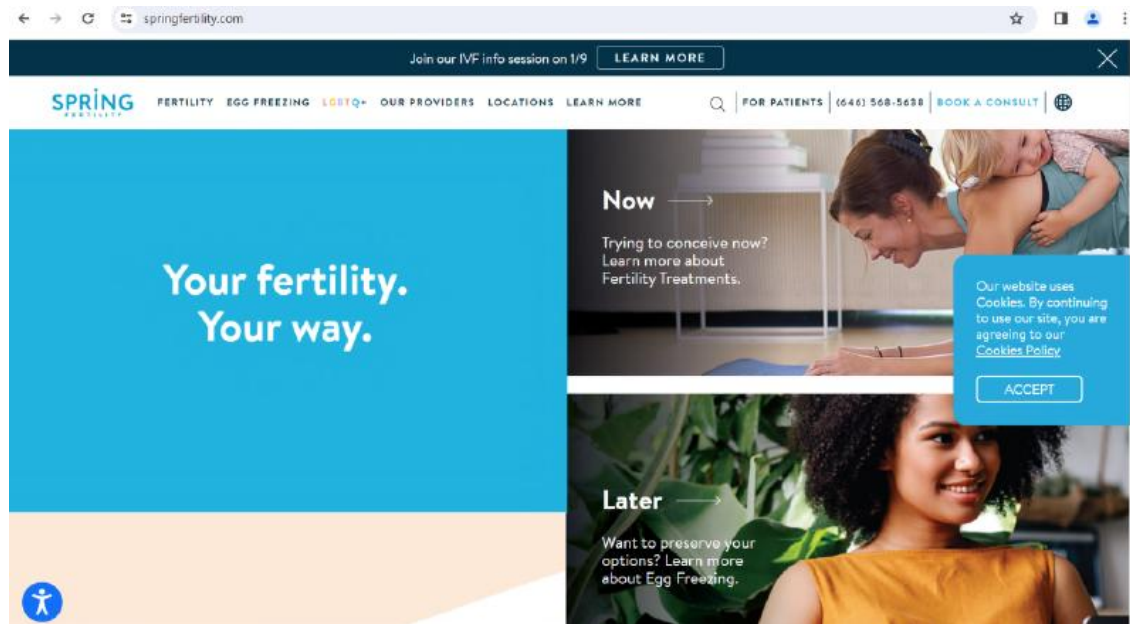 springfertility.com
Join our IVF info session on 1/9 LEARN MORE
SPRING
FERTILITY
FERTILITY EGG FREEZING LGBTQ+ OUR PROVIDERS LOCATIONS LEARN MORE FOR PATIENTS (646) 568-5638 BOOK A CONSULT
Your fertility.
Your way.
Now
Trying to conceive now?
Learn more about
Fertility Treatments.
Our website uses
Cookies. By continuing
to use our site, you are
agreeing to our
Cookies Policy
ACCEPT
Later
Want to preserve your
options? Learn more
about Egg Freezing.